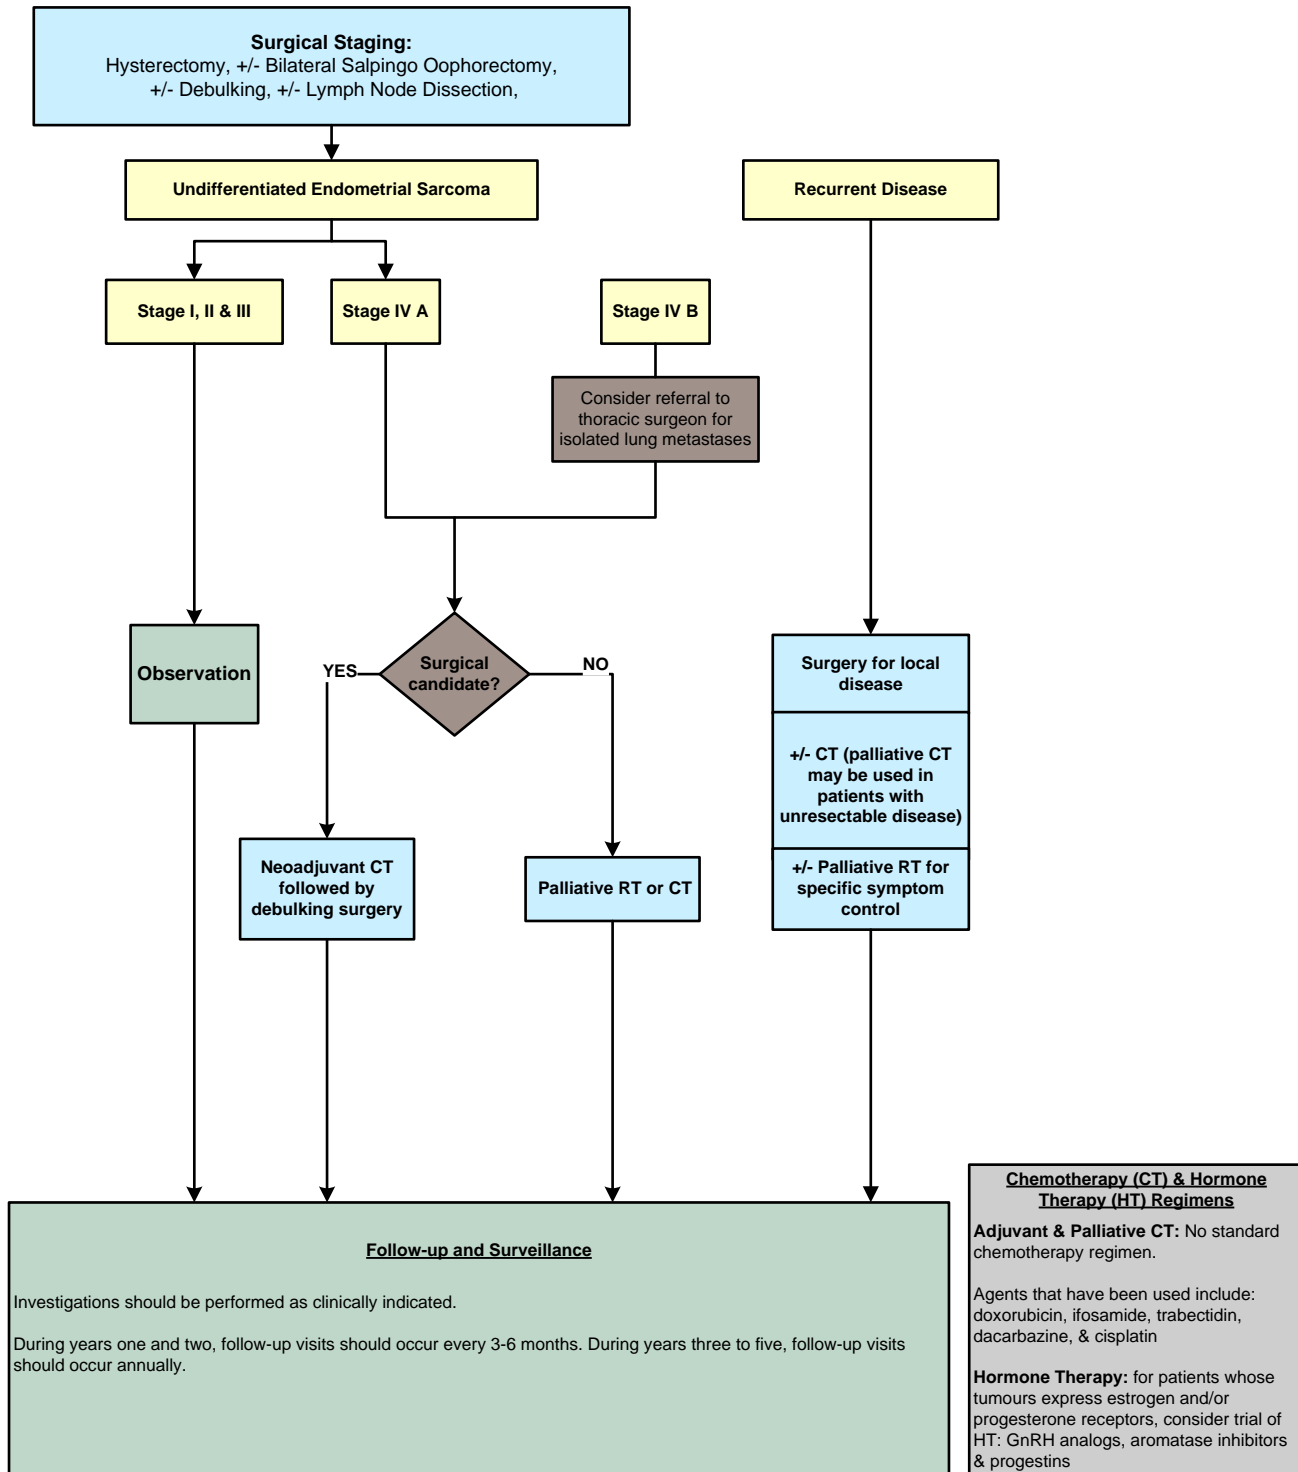 Surgical Staging:
Hysterectomy, +/- Bilateral Salpingo Oophorectomy,
+/- Debulking, +/- Lymph Node Dissection,
Undifferentiated Endometrial Sarcoma
Recurrent Disease
Stage I, II & III
Stage IV A
Stage IV B
Consider referral to
thoracic surgeon for
isolated lung metastases
Observation
YES
Surgical
candidate?
NO
Surgery for local
disease
+/- CT (palliative CT
may be used in
patients with
unresectable disease)
+/- Palliative RT for
specific symptom
control
Neoadjuvant CT
followed by
debulking surgery
Palliative RT or CT
Follow-up and Surveillance
Investigations should be performed as clinically indicated.
During years one and two, follow-up visits should occur every 3-6 months. During years three to five, follow-up visits
should occur annually.
Chemotherapy (CT) & Hormone
Therapy (HT) Regimens
Adjuvant & Palliative CT: No standard
chemotherapy regimen.
Agents that have been used include:
doxorubicin, ifosamide, trabectidin,
dacarbazine, & cisplatin
Hormone Therapy: for patients whose
tumours express estrogen and/or
progesterone receptors, consider trial of
HT: GnRH analogs, aromatase inhibitors
& progestins